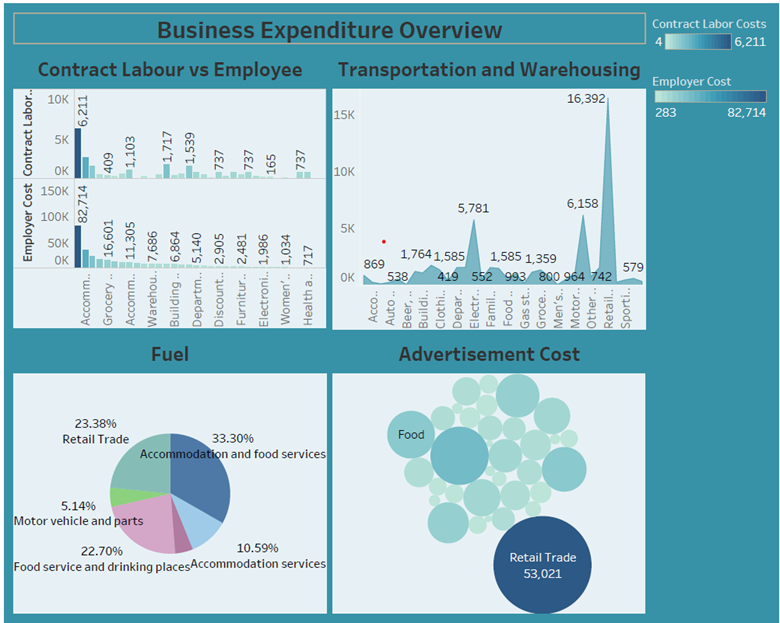 Business Expenditure Overview
Contract Labor Costs
4 6,211
Employer Cost
283 82,714
Contract Labour vs Employee
Contract Labor..
10K
5K
0K
6,211
409
1,103
1,717
1,539
737
737
165
737
Employer Cost
150K
100K
50K
0K
82,714
16,601
11,305
7,686
6,864
5,140
2,905
2,481
1,986
1,034
717
Accomm..
Grocery ..
Accomm..
Warehou..
Building ..
Departm..
Discount..
Furnitur..
Electroni..
Women'..
Health a..
Transportation and Warehousing
15K
10K
5K
0K
869
538
1,764
1,585
419
5,781
552
1,585
993
1,359
800
6,158
964
742
16,392
579
Acco..
Auto ..
Beer, ..
Buildi..
Clothi..
Depar..
Electr..
Famil..
Food ..
Gas st..
Groce..
Men's..
Motor..
Other ..
Retail..
Sporti..
Fuel
23.38%
Retail Trade
33.30%
Accommodation and food services
5.14%
Motor vehicle and parts
22.70%
Food service and drinking places
10.59%
Accommodation services
Advertisement Cost
Food
Retail Trade
53,021